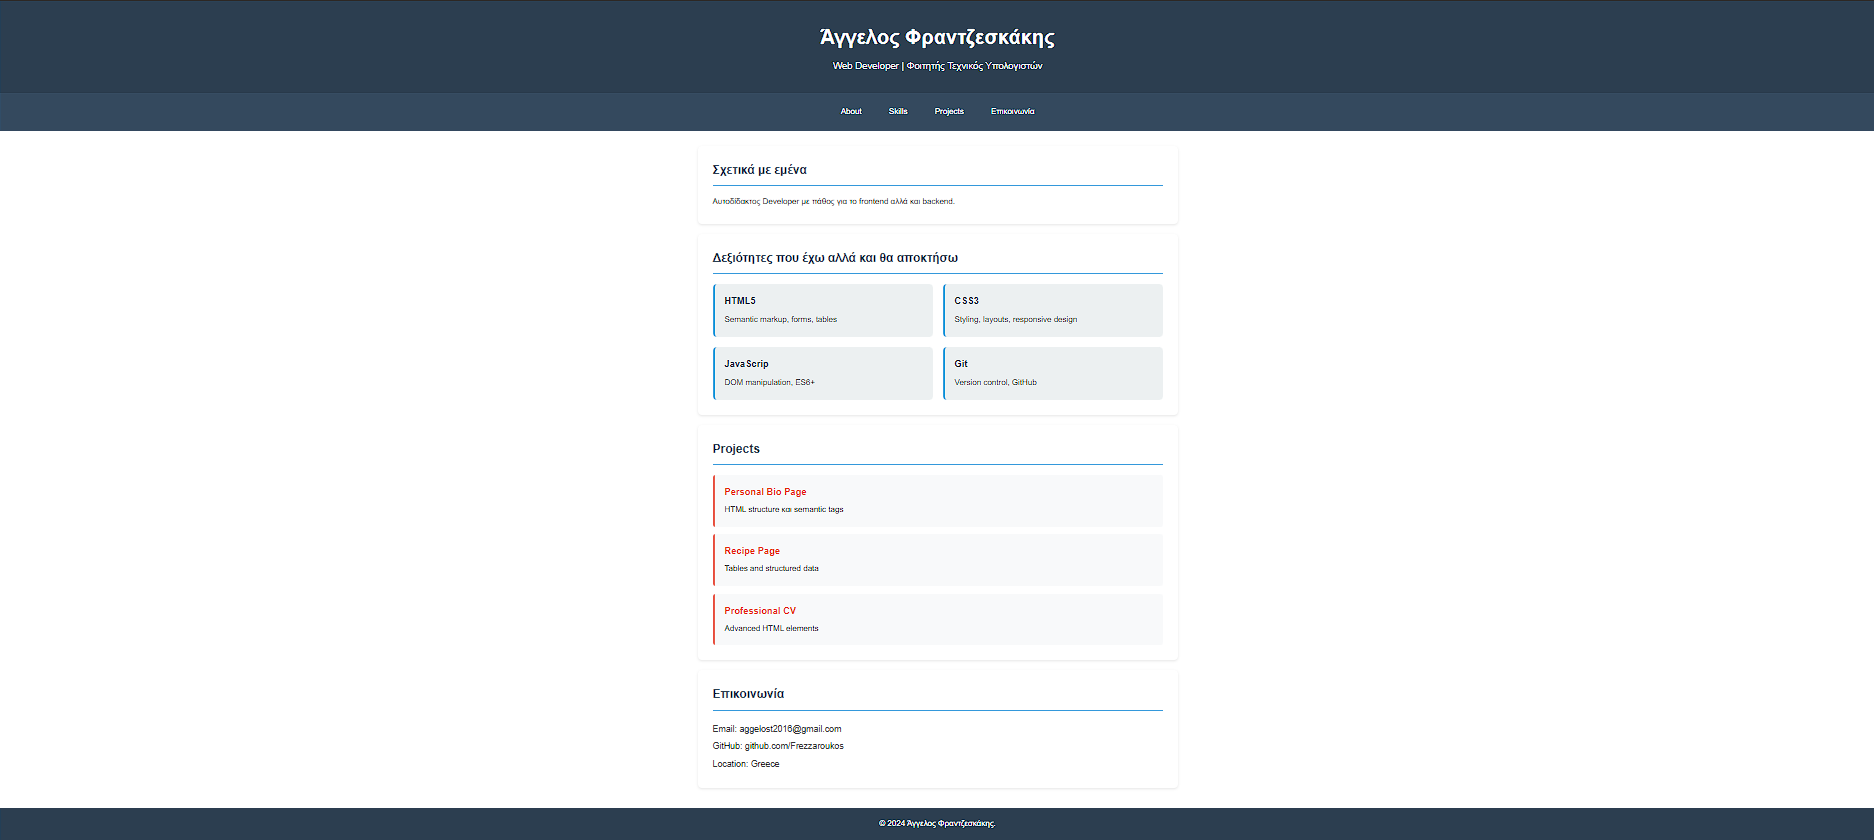 Άγγελος Φραντζεσκάκης
Web Developer | Φοιτητής Τεχνικός Υπολογιστών
About Skills Projects Επικοινωνία
Σχετικά με εμένα
Αυτοδίδακτος Developer με πάθος για το frontend αλλά και backend.
Δεξιότητες που έχω αλλά και θα αποκτήσω
HTML5
Semantic markup, forms, tables
CSS3
Styling, layouts, responsive design
JavaScrip
DOM manipulation, ES6+
Git
Version control, GitHub
Projects
Personal Bio Page
HTML structure και semantic tags
Recipe Page
Tables and structured data
Professional CV
Advanced HTML elements
Επικοινωνία
Email: aggelost2016@gmail.com
GitHub: github.com/Frezzaroukos
Location: Greece
© 2024 Άγγελος Φραντζεσκάκης.